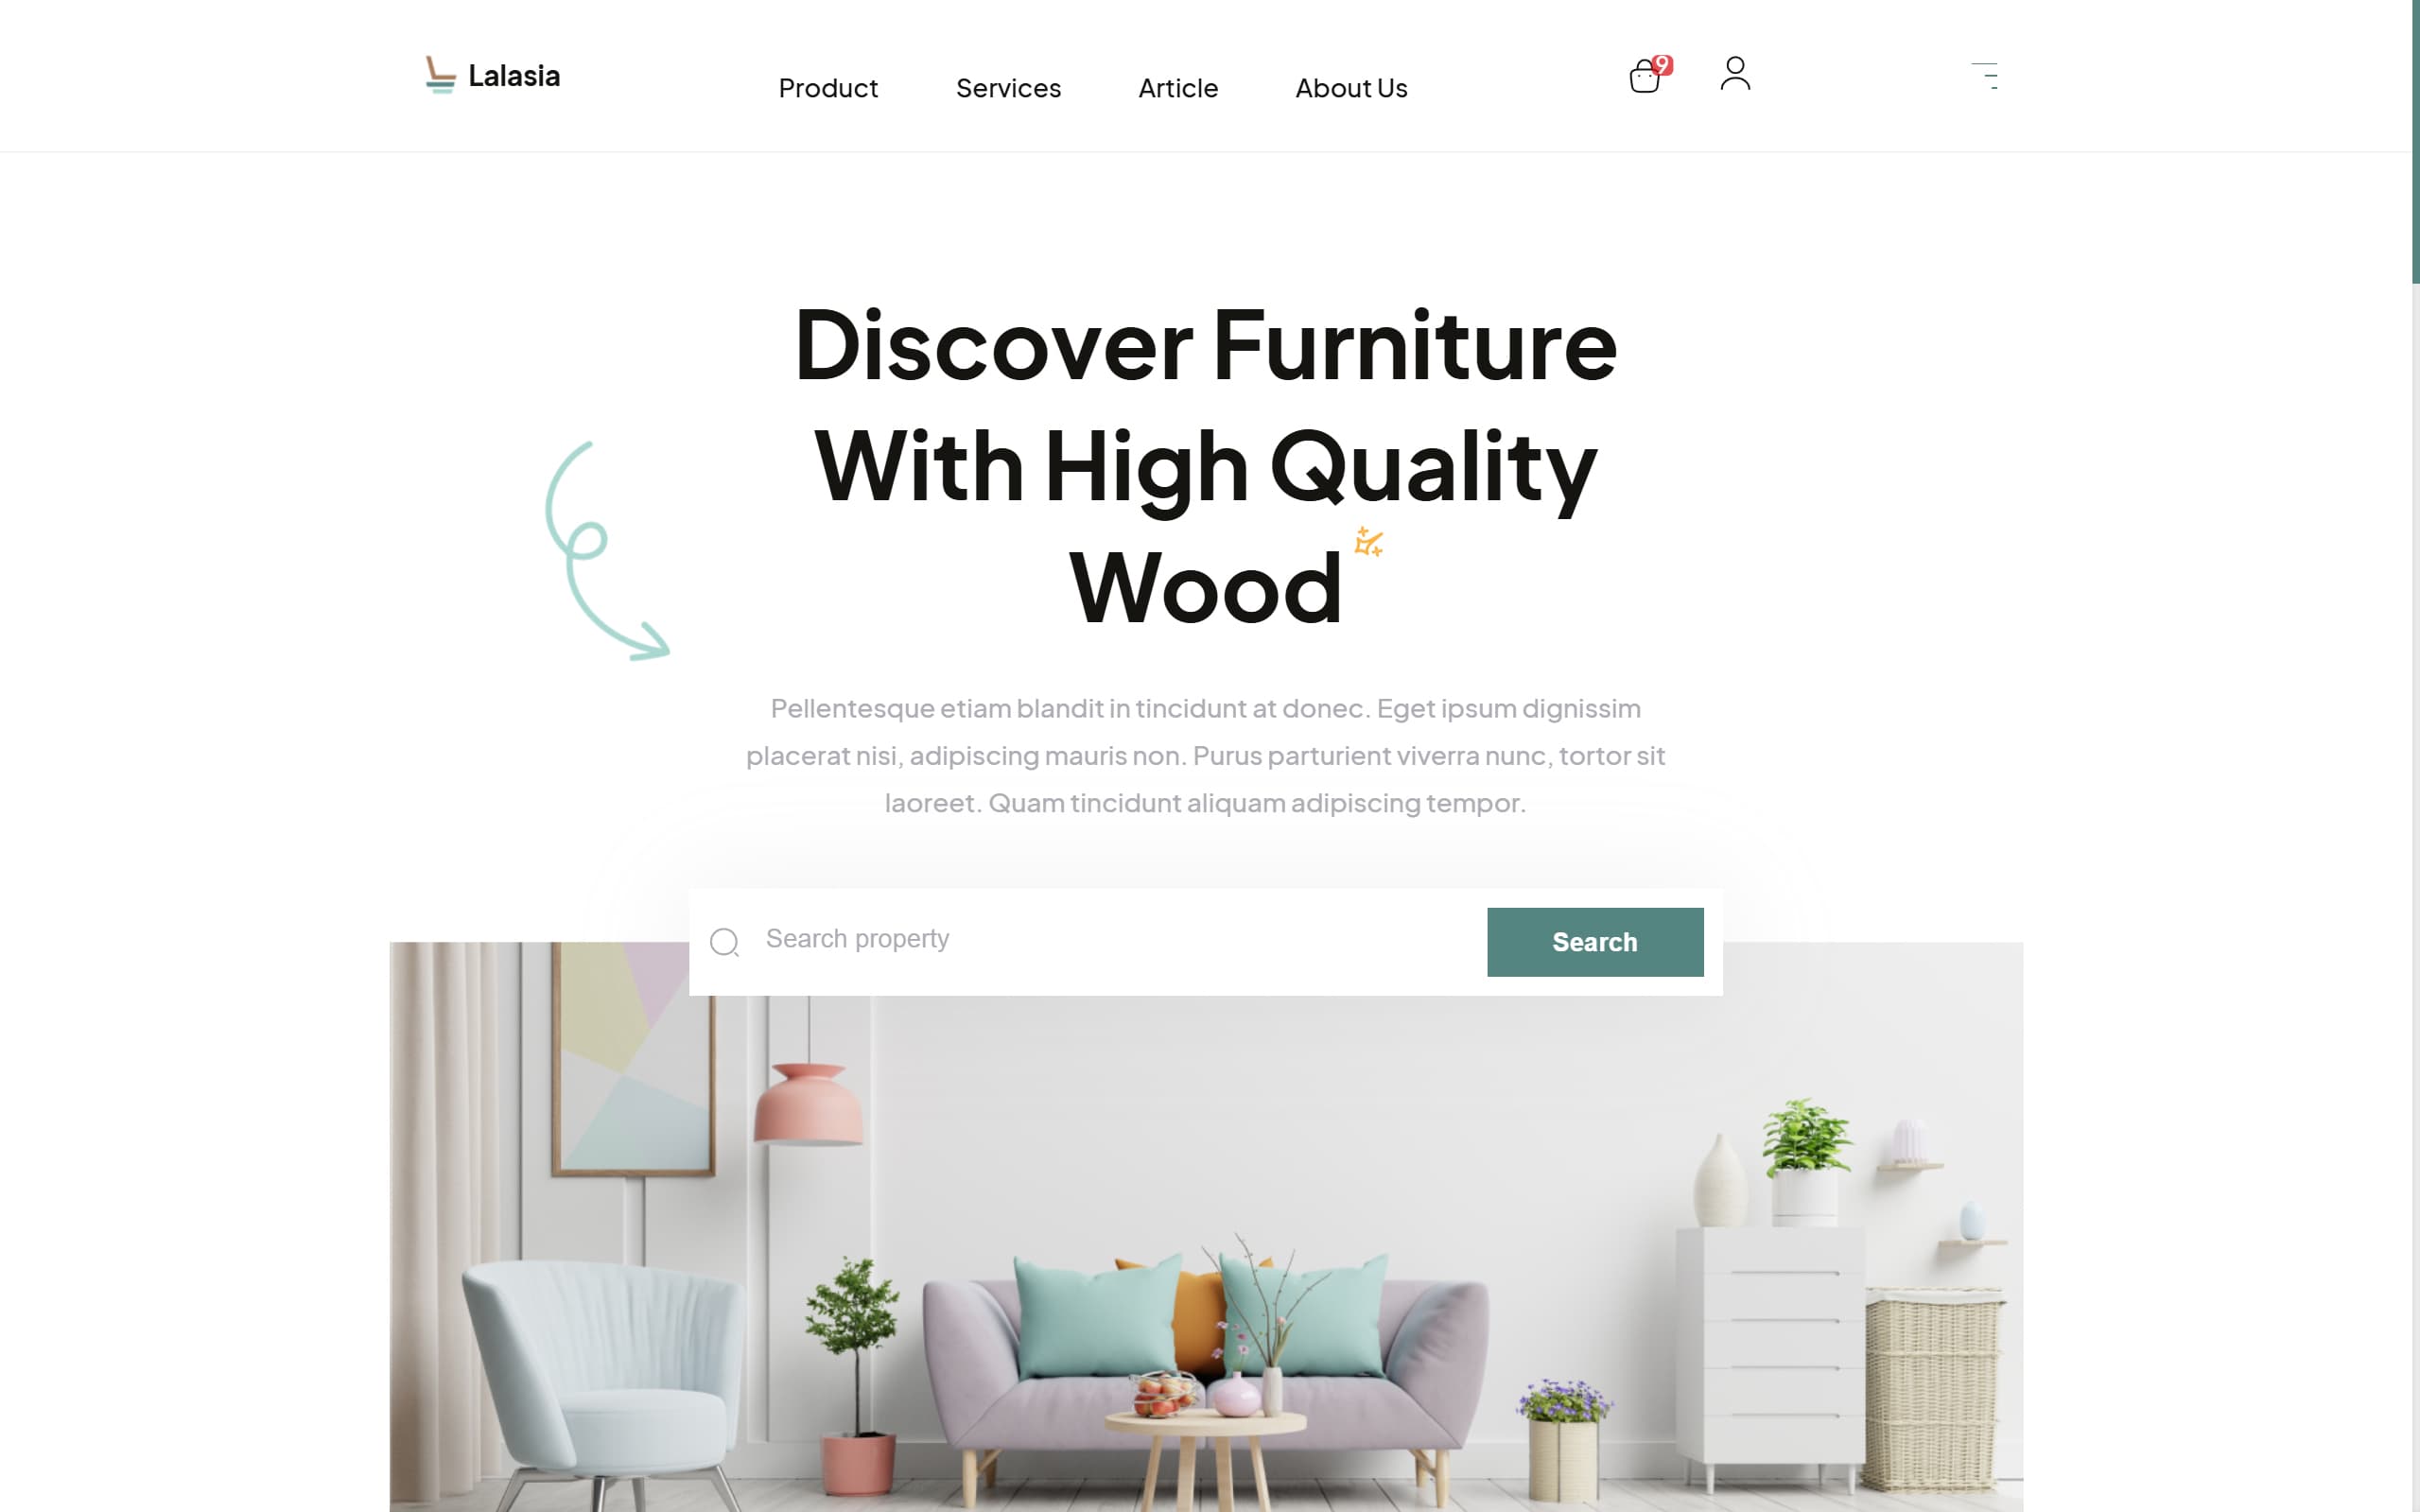 Lalasia
Product
Services
Article
About Us
9
Discover Furniture
With High Quality
Wood
Pellentesque etiam blandit in tincidunt at donec. Eget ipsum dignissim
placerat nisi, adipiscing mauris non. Purus parturient viverra nunc, tortor sit
laoreet. Quam tincidunt aliquam adipiscing tempor.
Search property
Search